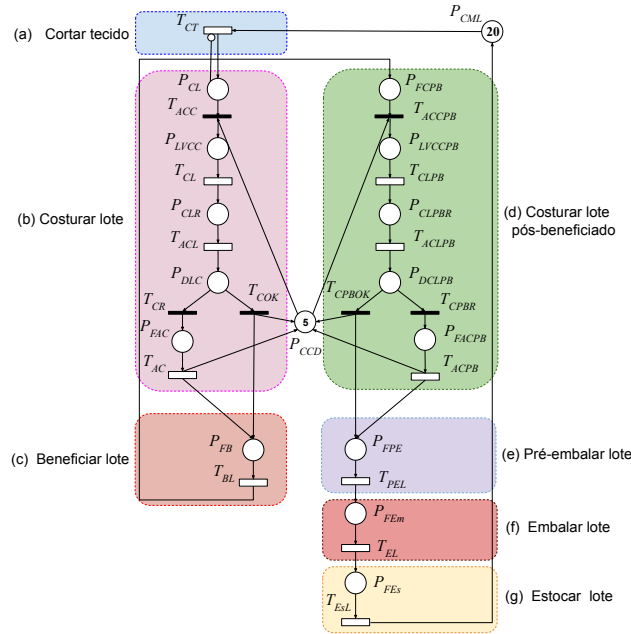 (a) Cortar tecido
T_CT
P_CML
20
P_CL
T_ACC
P_LVCC
T_CL
P_CLR
T_ACL
P_DLC
T_CR
T_COK
P_FAC
T_AC
(b) Costurar lote
5
P_CCD
P_FCPB
T_ACCPB
P_LVCCPB
T_CLPB
P_CLPBR
T_ACLPB
P_DCLPB
T_CPBOK
T_CPBR
P_FACPB
T_ACPB
(d) Costurar lote
pós-beneficiado
(c) Beneficiar lote
P_FB
T_BL
P_FPE
T_PEL
(e) Pré-embalar lote
P_FEm
T_EL
(f) Embalar lote
P_FEs
T_EsL
(g) Estocar lote